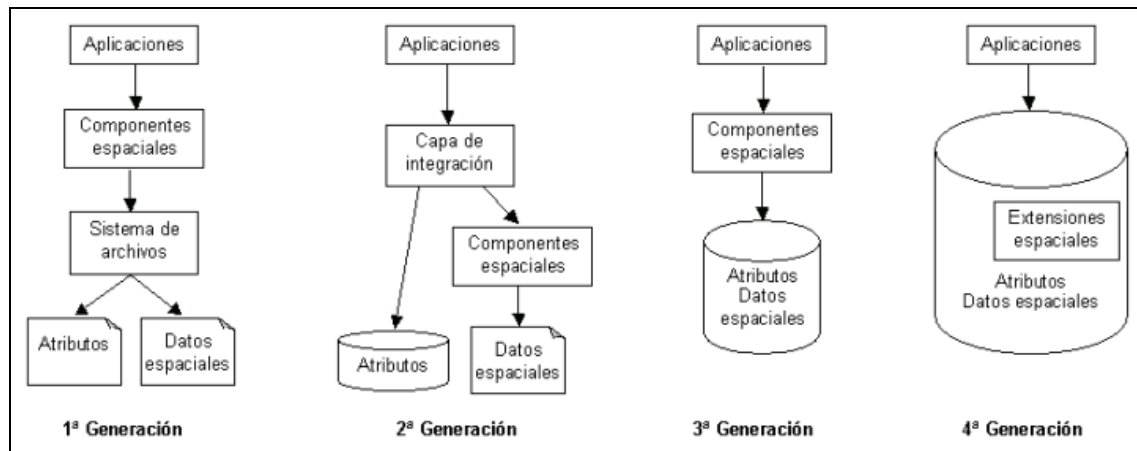 Aplicaciones
Componentes
espaciales
Sistema de
archivos
Atributos
Datos
espaciales
1ª Generación
Aplicaciones
Capa de
integración
Componentes
espaciales
Atributos
Datos
espaciales
2ª Generación
Aplicaciones
Componentes
espaciales
Atributos
Datos
espaciales
3ª Generación
Aplicaciones
Extensiones
espaciales
Atributos
Datos espaciales
4ª Generación